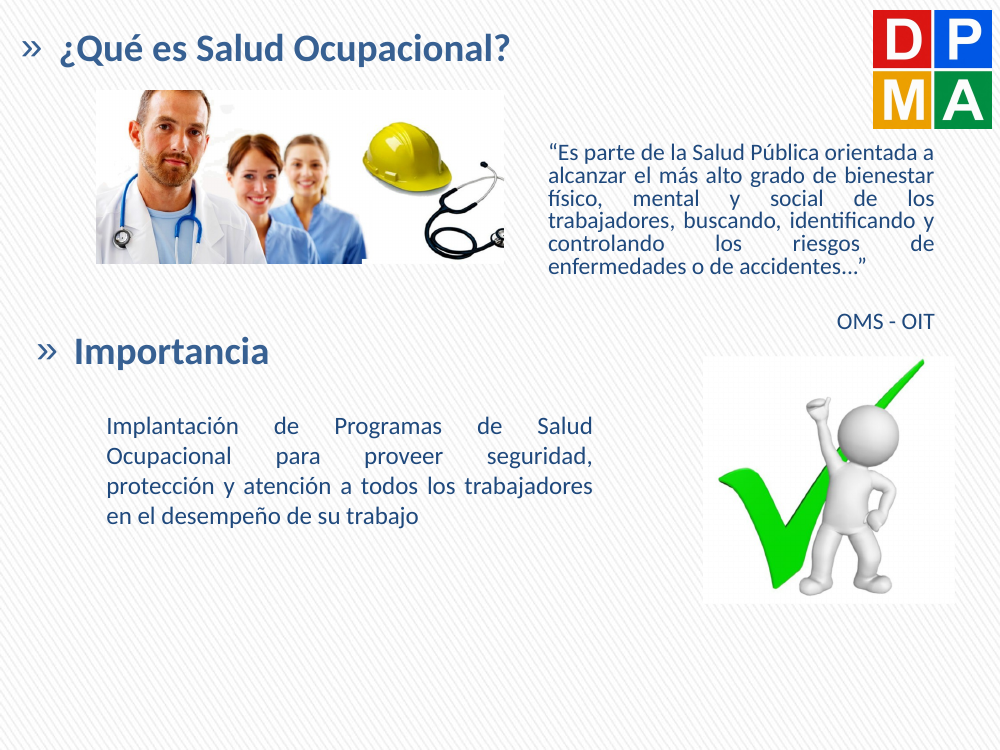 » ¿Qué es Salud Ocupacional?
D P
M A
“Es parte de la Salud Pública orientada a
alcanzar el más alto grado de bienestar
físico, mental y social de los
trabajadores, buscando, identificando y
controlando los riesgos de
enfermedades o de accidentes...”
OMS - OIT
» Importancia
Implantación de Programas de Salud
Ocupacional para proveer seguridad,
protección y atención a todos los trabajadores
en el desempeño de su trabajo